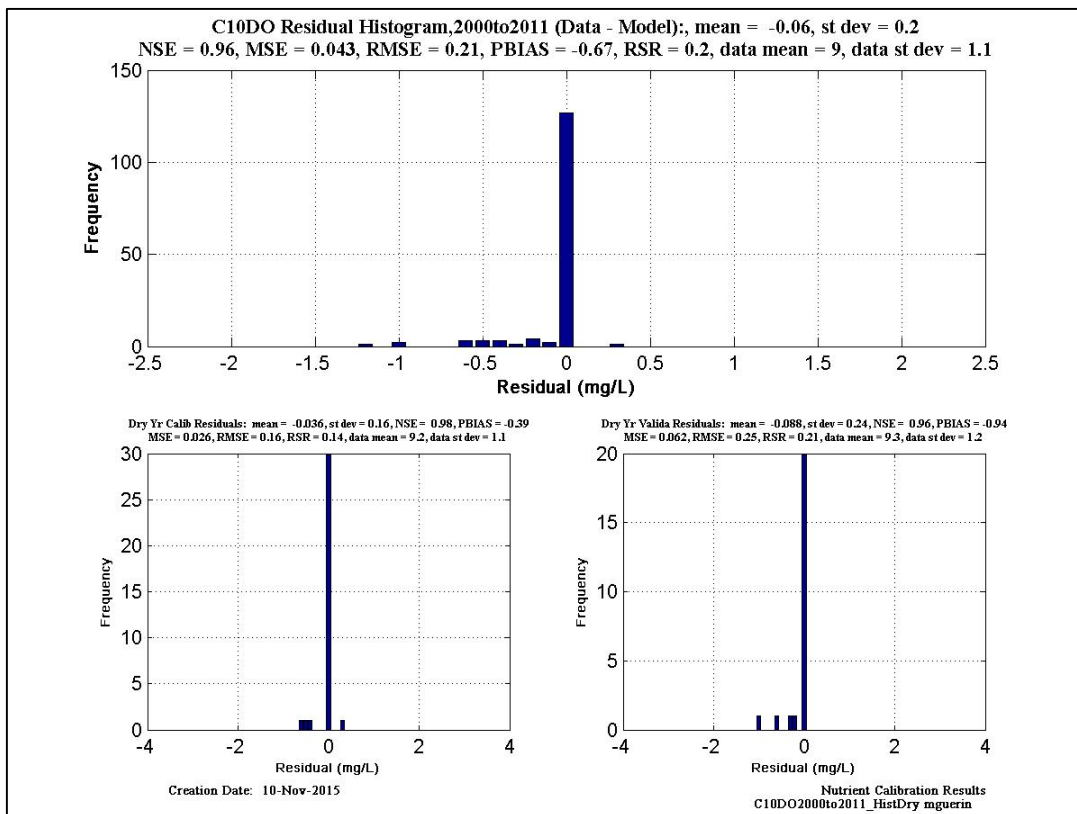 C10DO Residual Histogram,2000to2011 (Data - Model):, mean =  -0.06, st dev = 0.2
NSE = 0.96, MSE = 0.043, RMSE = 0.21, PBIAS = -0.67, RSR = 0.2, data mean = 9, data st dev = 1.1
150
100
50
0
Frequency
-2.5 -2 -1.5 -1 -0.5 0 0.5 1 1.5 2 2.5
Residual (mg/L)
Dry Yr Calib Residuals:  mean =  -0.036, st dev = 0.16, NSE =  0.98, PBIAS = -0.39
MSE = 0.026, RMSE = 0.16, RSR = 0.14, data mean = 9.2, data st dev = 1.1
30
25
20
15
10
5
0
Frequency
-4 -2 0 2 4
Residual (mg/L)
Dry Yr Valida Residuals:  mean =  -0.088, st dev = 0.24, NSE =  0.96, PBIAS = -0.94
MSE = 0.062, RMSE = 0.25, RSR = 0.21, data mean = 9.3, data st dev = 1.2
20
15
10
5
0
Frequency
-4 -2 0 2 4
Residual (mg/L)
Creation Date:  10-Nov-2015
Nutrient Calibration Results
C10DO2000to2011_HistDry mguerin